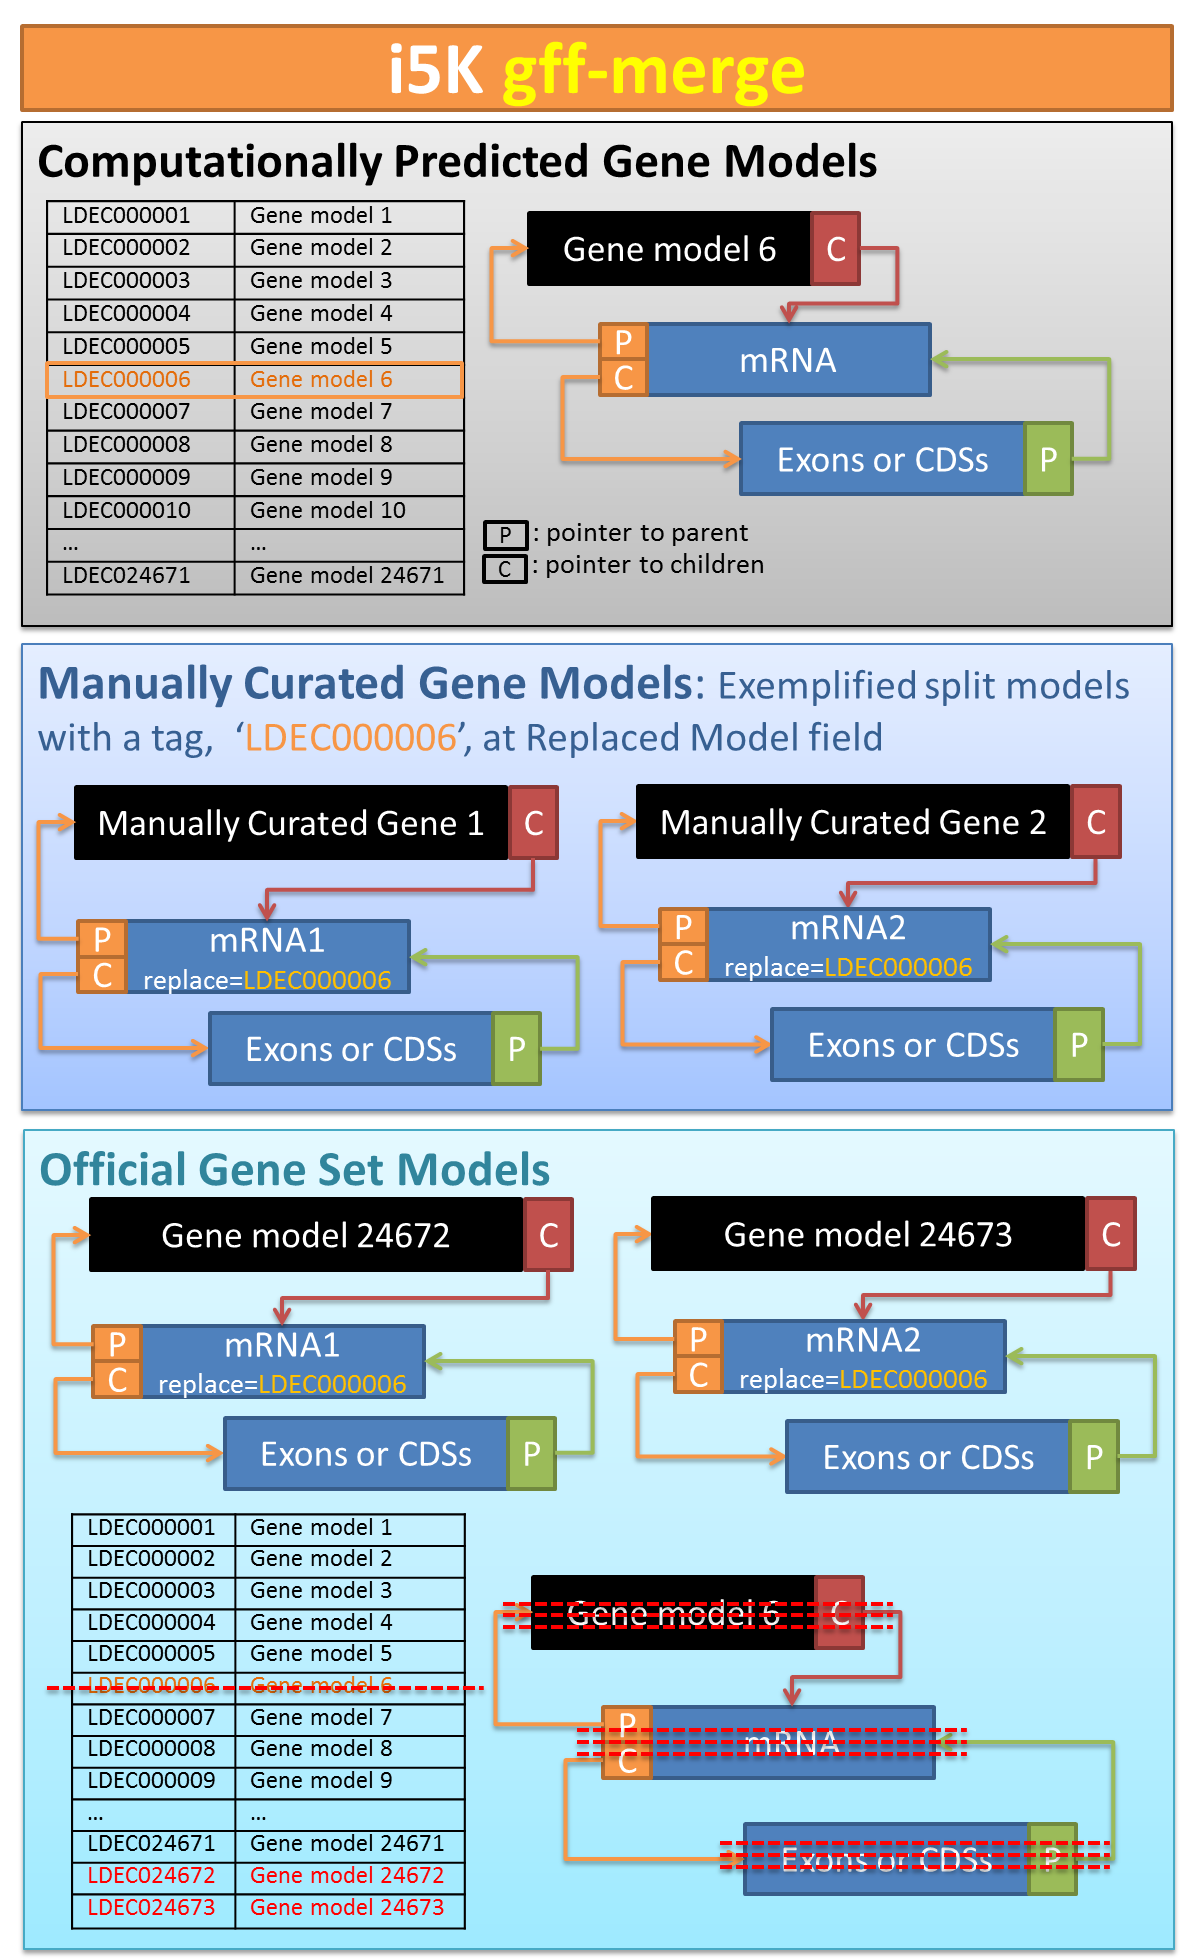 i5K gff-merge
Computationally Predicted Gene Models
LDEC000001 Gene model 1
LDEC000002 Gene model 2
LDEC000003 Gene model 3
LDEC000004 Gene model 4
LDEC000005 Gene model 5
LDEC000006 Gene model 6
LDEC000007 Gene model 7
LDEC000008 Gene model 8
LDEC000009 Gene model 9
LDEC000010 Gene model 10
... ...
LDEC024671 Gene model 24671
Gene model 6 C
P
C
mRNA
Exons or CDSs P
P : pointer to parent
C : pointer to children
Manually Curated Gene Models: Exemplified split models
with a tag, ‘LDEC000006’, at Replaced Model field
Manually Curated Gene 1 C
P
C
mRNA1
replace=LDEC000006
Exons or CDSs P
Manually Curated Gene 2 C
P
C
mRNA2
replace=LDEC000006
Exons or CDSs P
Official Gene Set Models
Gene model 24672 C
P
C
mRNA1
replace=LDEC000006
Exons or CDSs P
Gene model 24673 C
P
C
mRNA2
replace=LDEC000006
Exons or CDSs P
LDEC000001 Gene model 1
LDEC000002 Gene model 2
LDEC000003 Gene model 3
LDEC000004 Gene model 4
LDEC000005 Gene model 5
LDEC000006 Gene model 6
LDEC000007 Gene model 7
LDEC000008 Gene model 8
LDEC000009 Gene model 9
... ...
LDEC024671 Gene model 24671
LDEC024672 Gene model 24672
LDEC024673 Gene model 24673
Gene model 6 C
P
C
mRNA
Exons or CDSs P